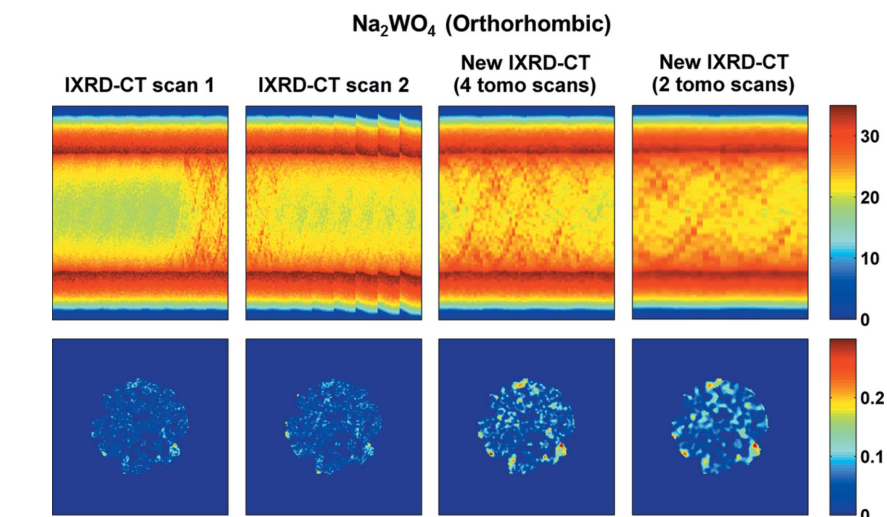 Na₂WO₄ (Orthorhombic)
IXRD-CT scan 1
IXRD-CT scan 2
New IXRD-CT
(4 tomo scans)
New IXRD-CT
(2 tomo scans)
30
20
10
0
0.2
0.1
0